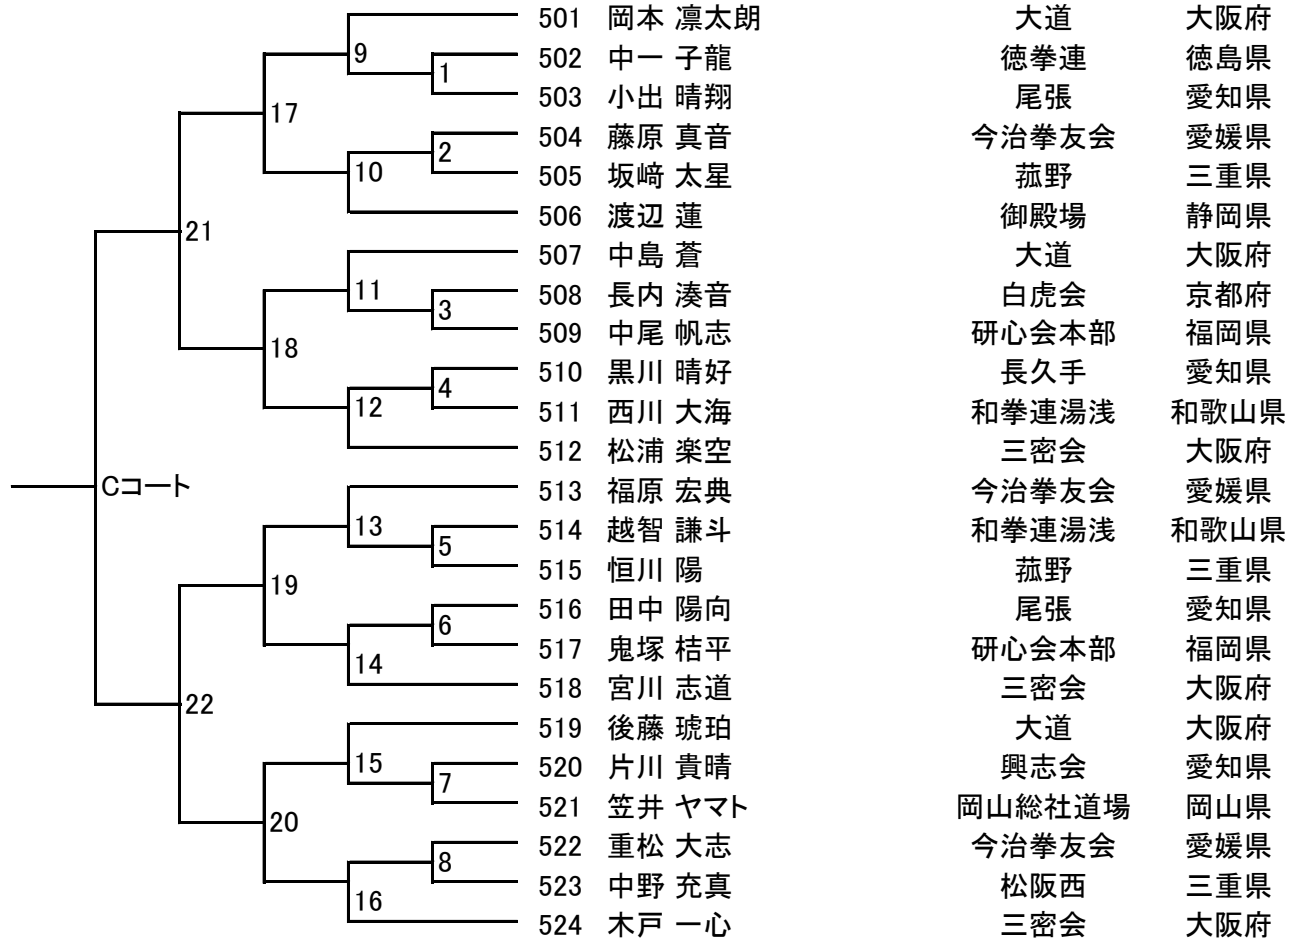 501 岡本 凛太朗 大道 大阪府
9
502 中一 子龍 徳拳連 徳島県
1
503 小出 晴翔 尾張 愛知県
17
504 藤原 真音 今治拳友会 愛媛県
2
10
505 坂﨑 太星 菰野 三重県
506 渡辺 蓮 御殿場 静岡県
21
507 中島 蒼 大道 大阪府
11
508 長内 湊音 白虎会 京都府
3
509 中尾 帆志 研心会本部 福岡県
18
510 黒川 晴好 長久手 愛知県
4
12
511 西川 大海 和拳連湯浅 和歌山県
512 松浦 楽空 三密会 大阪府
Cコート
513 福原 宏典 今治拳友会 愛媛県
13
514 越智 謙斗 和拳連湯浅 和歌山県
5
515 恒川 陽 菰野 三重県
19
516 田中 陽向 尾張 愛知県
6
517 鬼塚 桔平 研心会本部 福岡県
14
518 宮川 志道 三密会 大阪府
22
519 後藤 琥珀 大道 大阪府
15
520 片川 貴晴 興志会 愛知県
7
521 笠井 ヤマト 岡山総社道場 岡山県
20
522 重松 大志 今治拳友会 愛媛県
8
523 中野 充真 松阪西 三重県
16
524 木戸 一心 三密会 大阪府